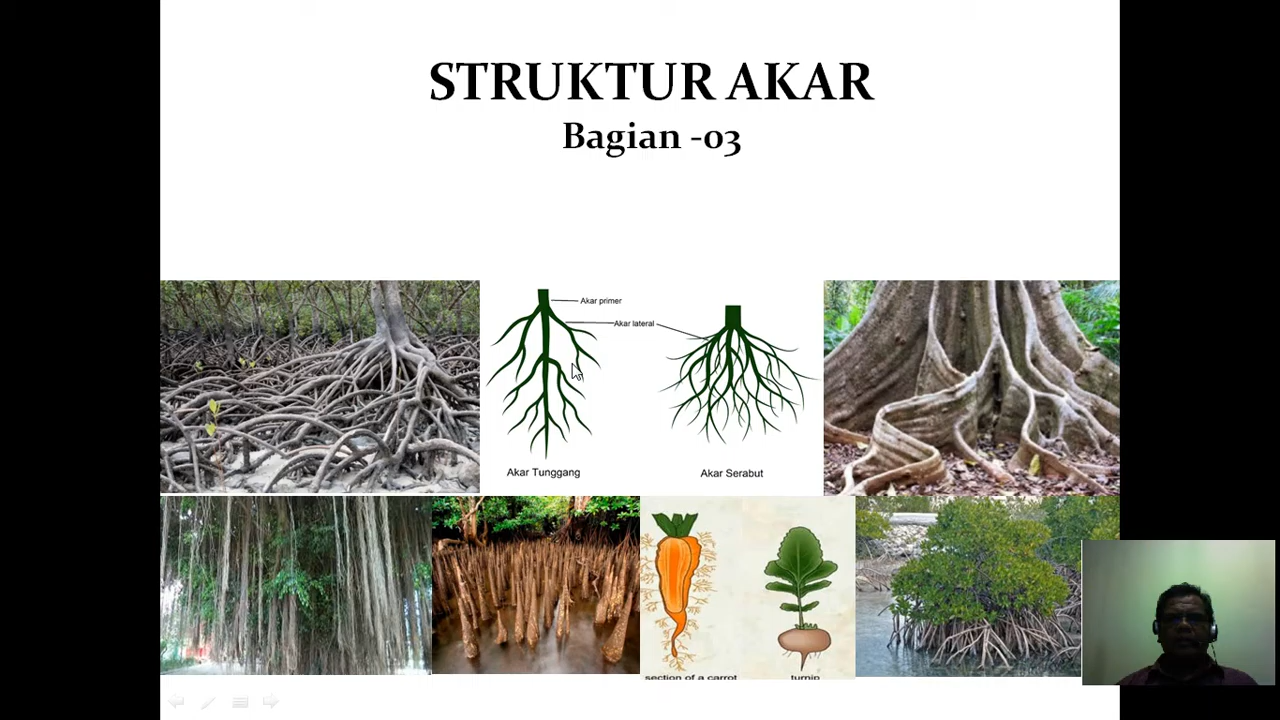 STRUKTUR AKAR
Bagian -03
Akar primer
Akar lateral
Akar Tunggang
Akar Serabut
section of a carrot
turnip